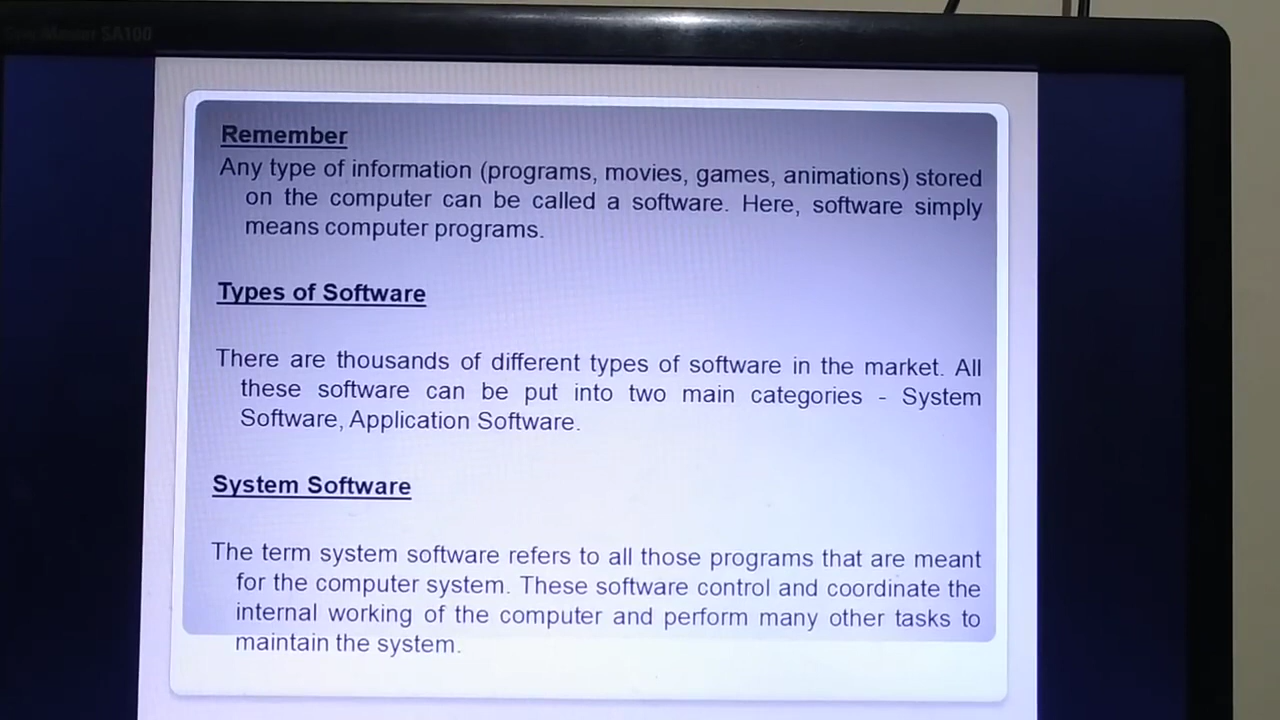 SA100
Remember
Any type of information (programs, movies, games, animations) stored
on the computer can be called a software. Here, software simply
means computer programs.
Types of Software
There are thousands of different types of software in the market. All
these software can be put into two main categories - System
Software, Application Software.
System Software
The term system software refers to all those programs that are meant
for the computer system. These software control and coordinate the
internal working of the computer and perform many other tasks to
maintain the system.